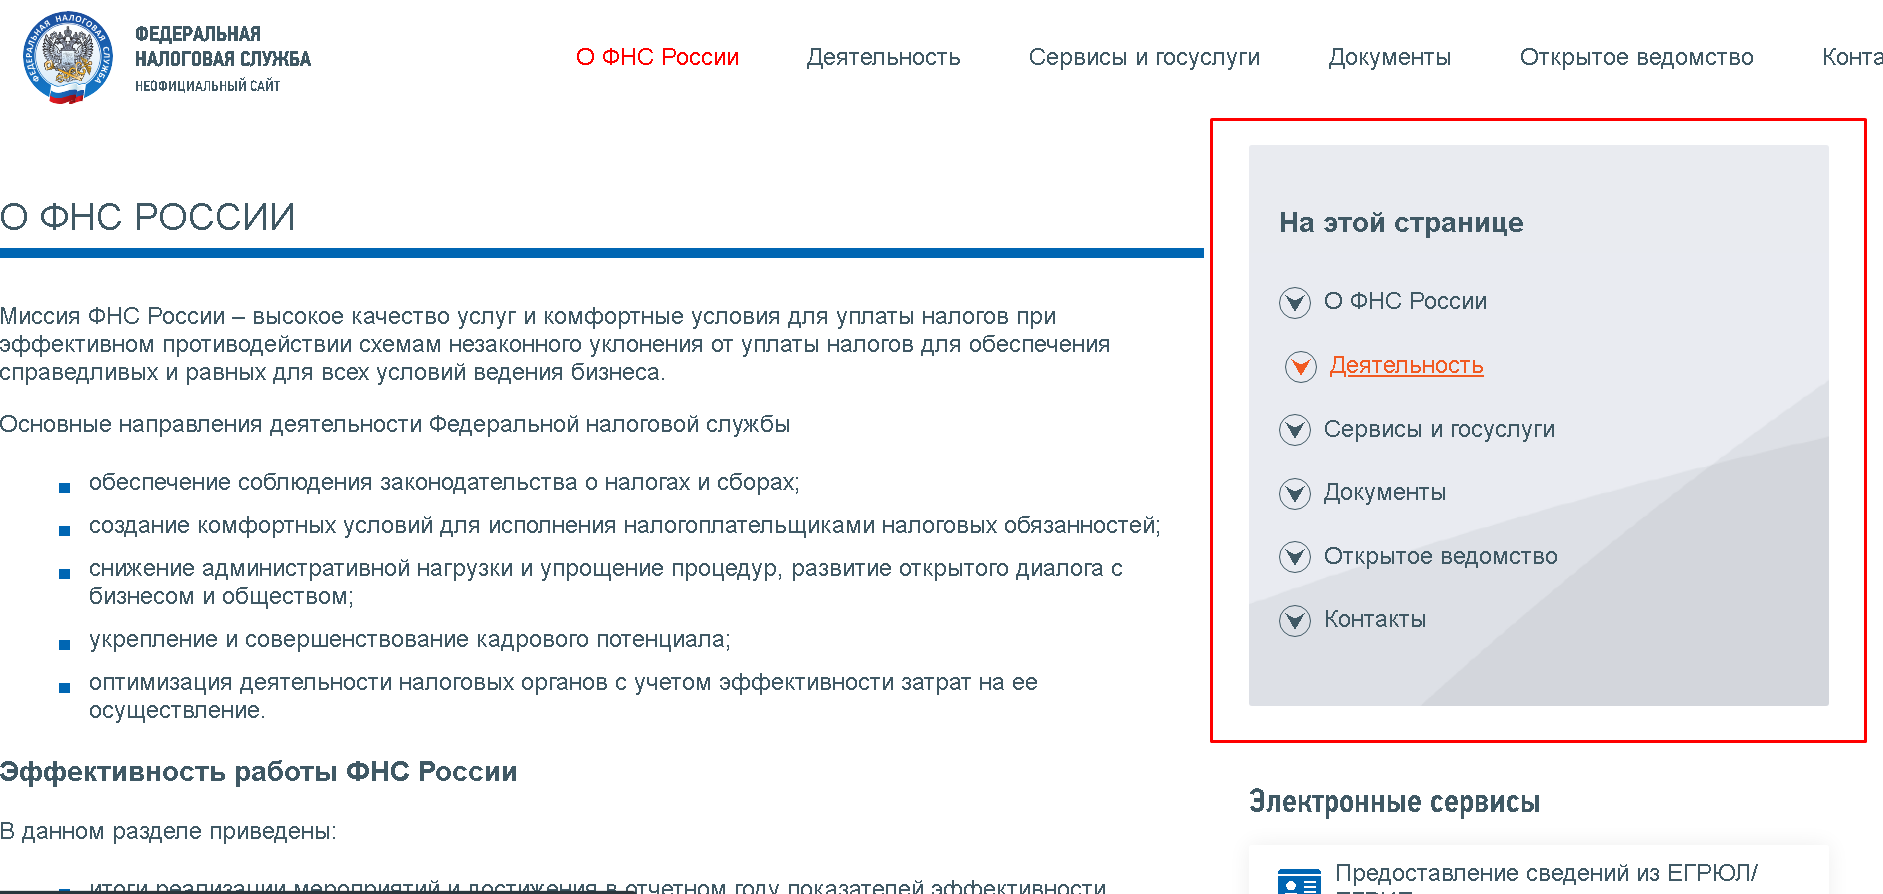 ФЕДЕРАЛЬНАЯ НАЛОГОВАЯ СЛУЖБА
ФЕДЕРАЛЬНАЯ
НАЛОГОВАЯ СЛУЖБА
НЕОФИЦИАЛЬНЫЙ САЙТ
О ФНС России
Деятельность
Сервисы и госуслуги
Документы
Открытое ведомство
Конта
О ФНС РОССИИ
Миссия ФНС России – высокое качество услуг и комфортные условия для уплаты налогов при
эффективном противодействии схемам незаконного уклонения от уплаты налогов для обеспечения
справедливых и равных для всех условий ведения бизнеса.
Основные направления деятельности Федеральной налоговой службы
обеспечение соблюдения законодательства о налогах и сборах;
создание комфортных условий для исполнения налогоплательщиками налоговых обязанностей;
снижение административной нагрузки и упрощение процедур, развитие открытого диалога с
бизнесом и обществом;
укрепление и совершенствование кадрового потенциала;
оптимизация деятельности налоговых органов с учетом эффективности затрат на ее
осуществление.
Эффективность работы ФНС России
В данном разделе приведены:
итоги реализации мероприятий и достижения в отчетном году показателей эффективности
На этой странице
О ФНС России
Деятельность
Сервисы и госуслуги
Документы
Открытое ведомство
Контакты
Электронные сервисы
Предоставление сведений из ЕГРЮЛ/